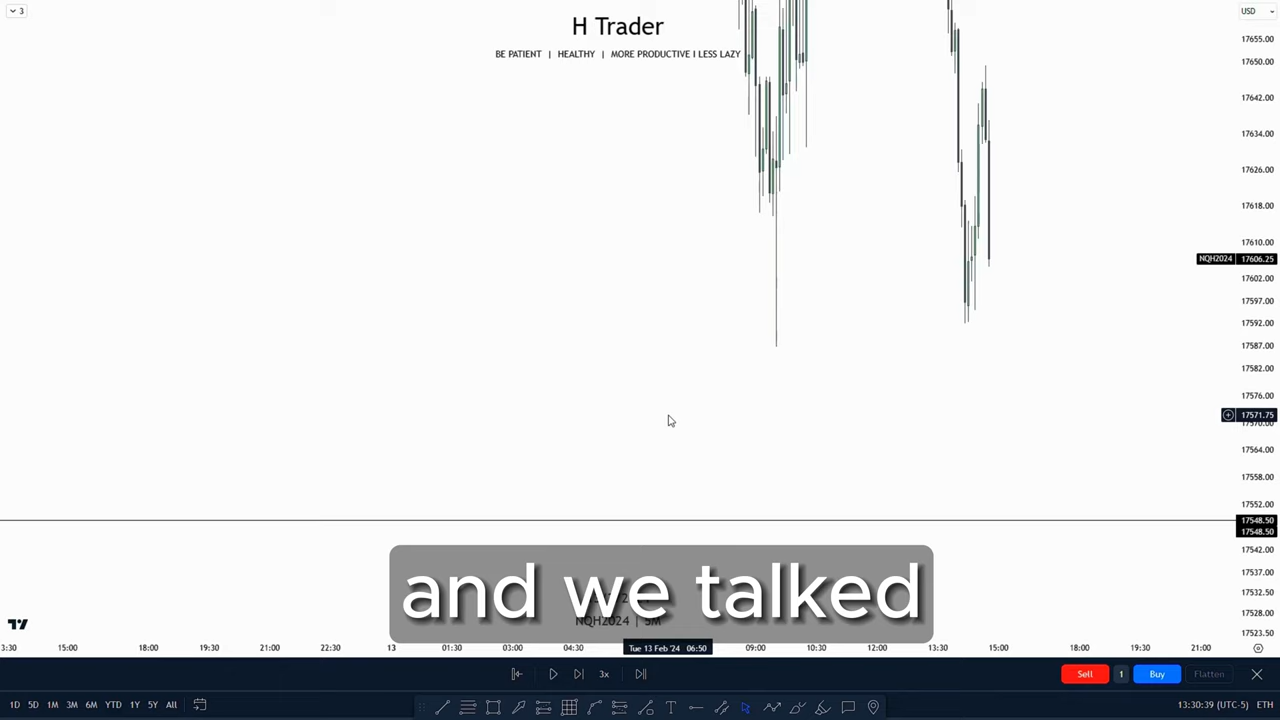 3
H Trader
BE PATIENT | HEALTHY | MORE PRODUCTIVE I LESS LAZY
USD
17655.00
17650.00
17642.00
17634.00
17626.00
17618.00
17610.00
NQH2024 17606.25
17602.00
17597.00
17592.00
17587.00
17582.00
17576.00
17571.75
17570.00
17564.00
17558.00
17552.00
17548.50
17548.50
17542.00
17537.00
17532.50
17528.00
17523.50
and we talked
NQH2024 | 5M
3:30 15:00 18:00 19:30 21:00 22:30 13 01:30 03:00 04:30 Tue 13 Feb '24 06:50 09:00 10:30 12:00 13:30 15:00 18:00 19:30 21:00
3x
Sell 1 Buy Flatten
1D 5D 1M 3M 6M YTD 1Y 5Y All
13:30:39 (UTC-5) ETH